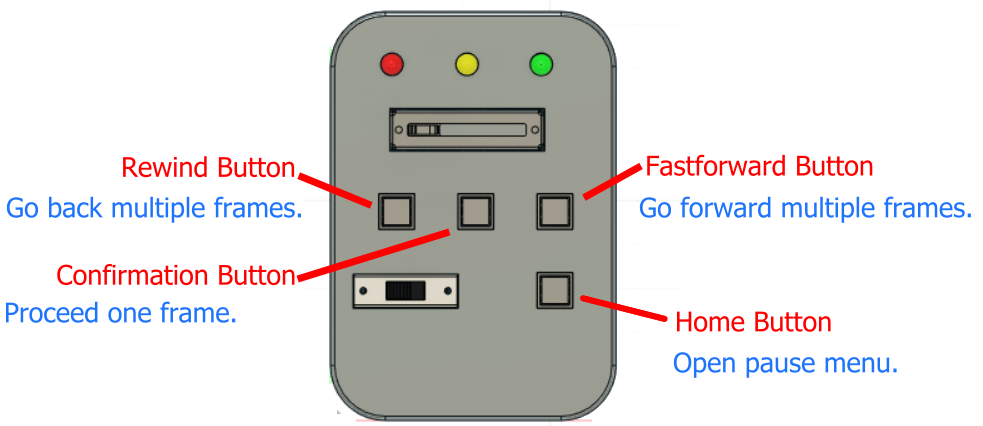 Rewind Button
Go back multiple frames.
Fastforward Button
Go forward multiple frames.
Confirmation Button
Proceed one frame.
Home Button
Open pause menu.